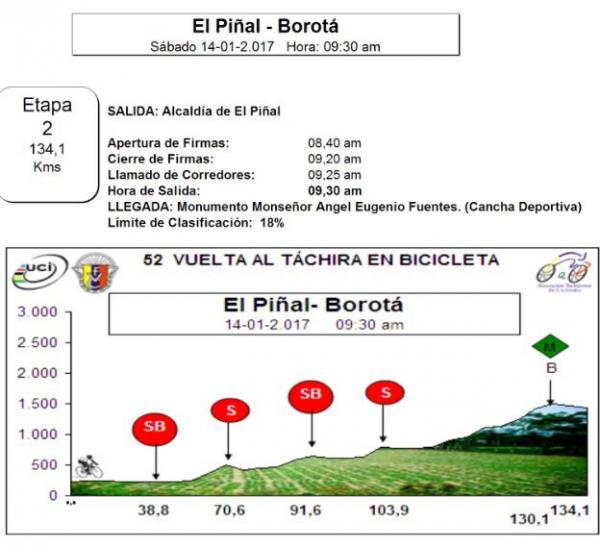 El Piñal - Borotá
Sábado 14-01-2.017 Hora: 09:30 am
Etapa
2
134,1
Kms
SALIDA: Alcaldía de El Piñal
Apertura de Firmas: 08,40 am
Cierre de Firmas: 09,20 am
Llamado de Corredores: 09,25 am
Hora de Salida: 09,30 am
LLEGADA: Monumento Monseñor Angel Eugenio Fuentes. (Cancha Deportiva)
Límite de Clasificación: 18%
uci
52 VUELTA AL TÁCHIRA EN BICICLETA
El Piñal- Borotá
14-01-2.017 09:30 am
3.000
2.500
2.000
1.500
1.000
500
0
M
B
SB
S
SB
S
38,8
70,6
91,6
103,9
130,1
134,1